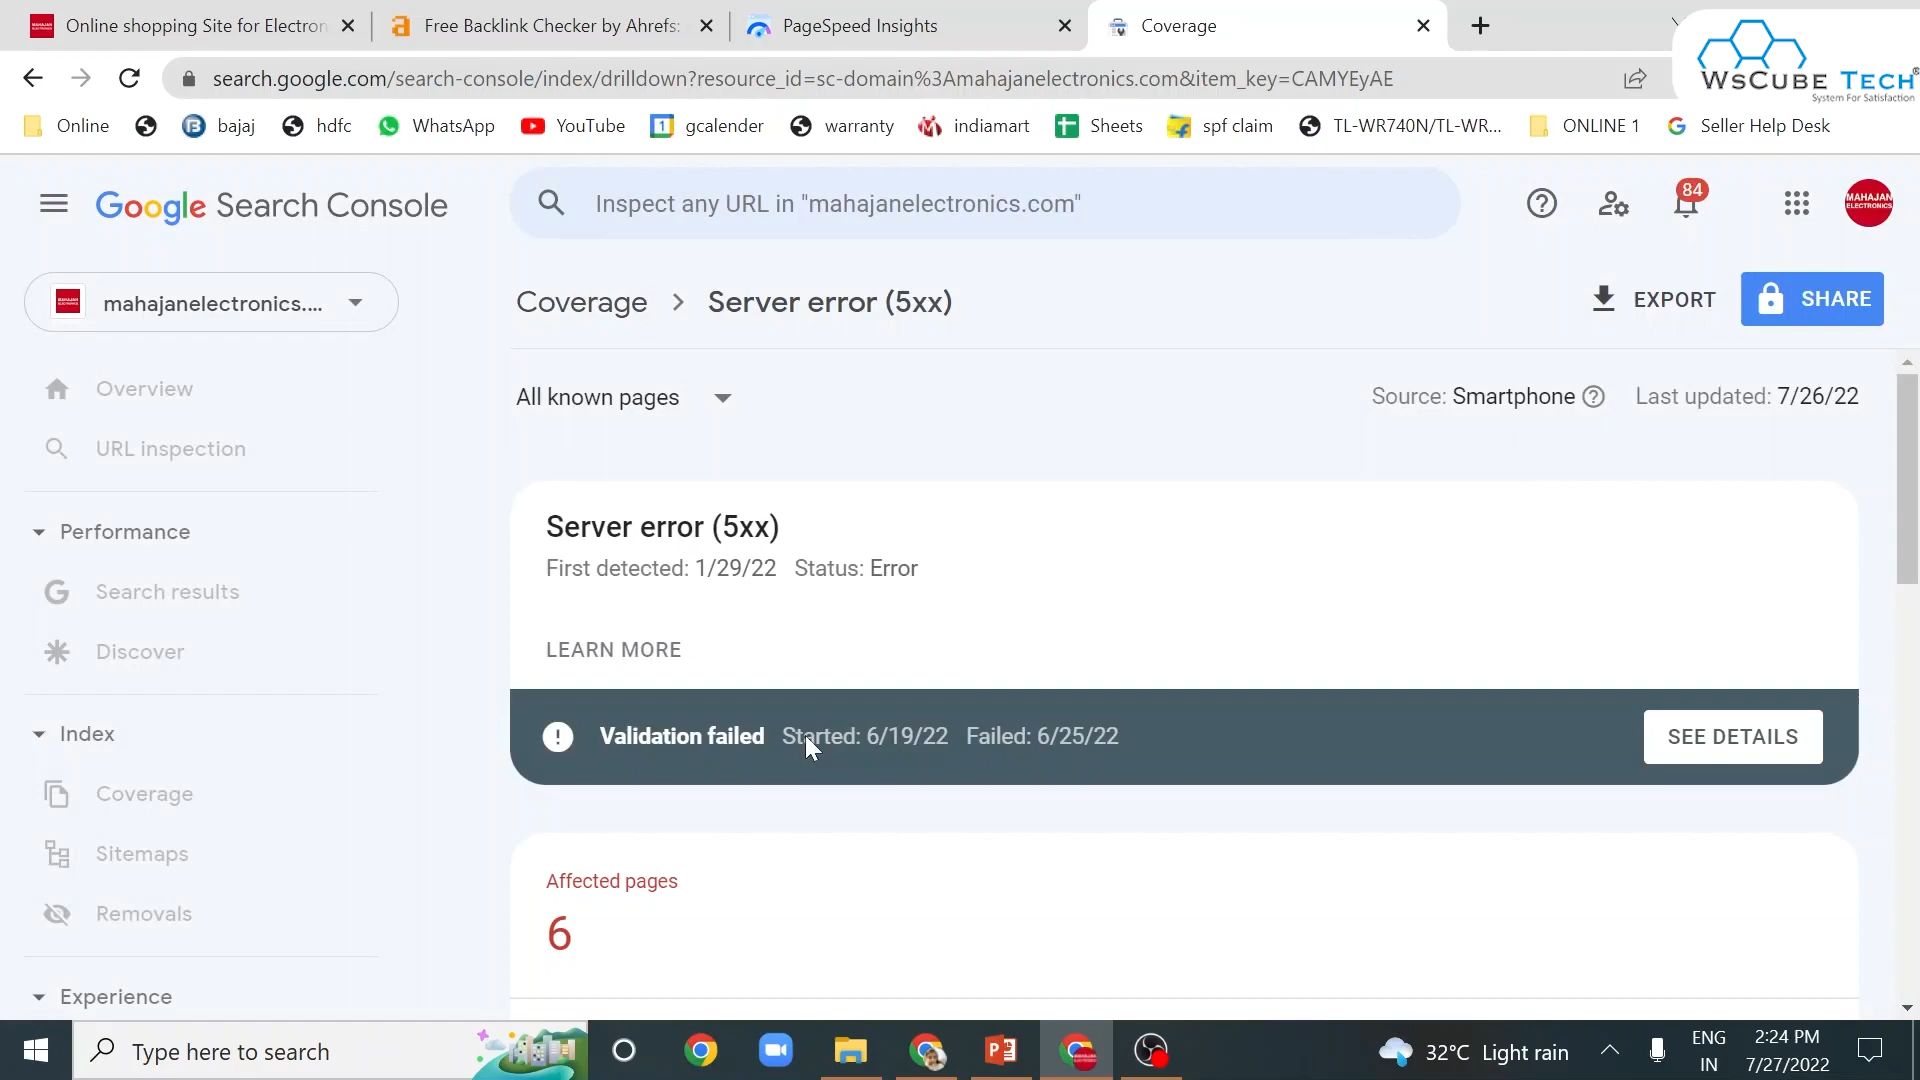 Online shopping Site for Electron
Free Backlink Checker by Ahrefs:
PageSpeed Insights
Coverage
search.google.com/search-console/index/drilldown?resource_id=sc-domain%3Amahajanelectronics.com&item_key=CAMYEyAE
WsCube Tech®
System For Satisfaction
Online
bajaj
hdfc
WhatsApp
YouTube
gcalender
warranty
indiamart
Sheets
spf claim
TL-WR740N/TL-WR...
ONLINE 1
Seller Help Desk
Google Search Console
Inspect any URL in "mahajanelectronics.com"
84
MAHAJAN
ELECTRONICS
mahajanelectronics....
Coverage > Server error (5xx)
EXPORT
SHARE
Overview
URL inspection
Performance
Search results
Discover
Index
Coverage
Sitemaps
Removals
Experience
All known pages
Source: Smartphone
Last updated: 7/26/22
Server error (5xx)
First detected: 1/29/22 Status: Error
LEARN MORE
Validation failed Started: 6/19/22 Failed: 6/25/22
SEE DETAILS
Affected pages
6
Type here to search
32°C Light rain
ENG
IN
2:24 PM
7/27/2022